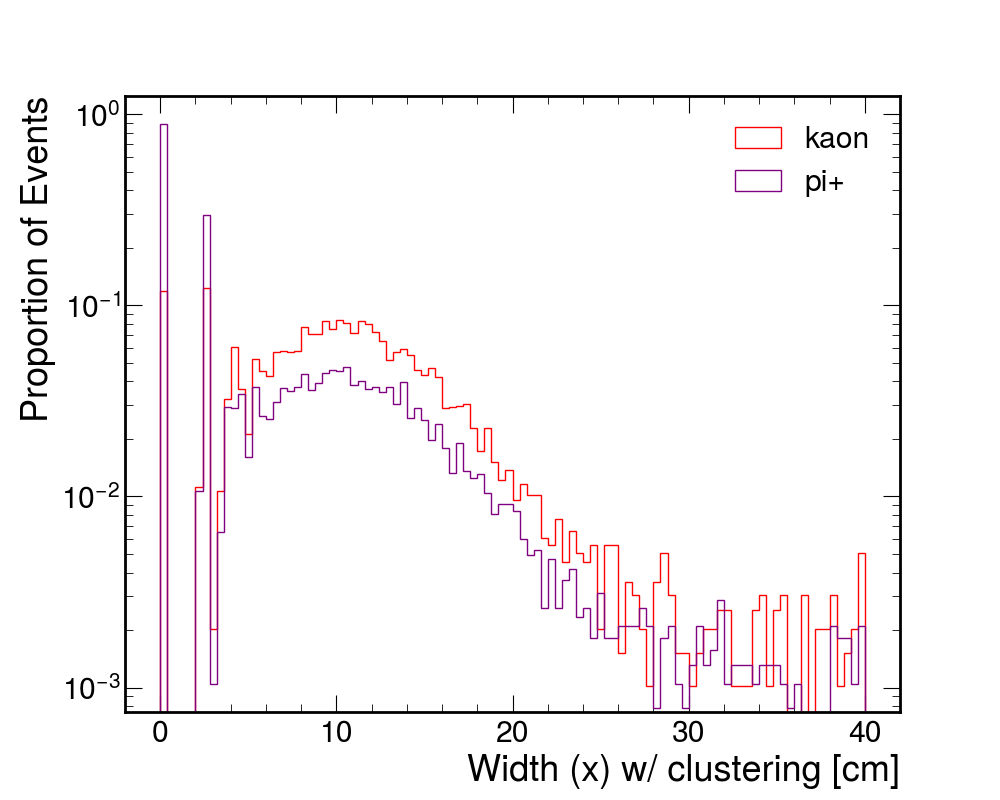 Proportion of Events
10⁰
10⁻¹
10⁻²
10⁻³
kaon
pi+
0 10 20 30 40
Width (x) w/ clustering [cm]